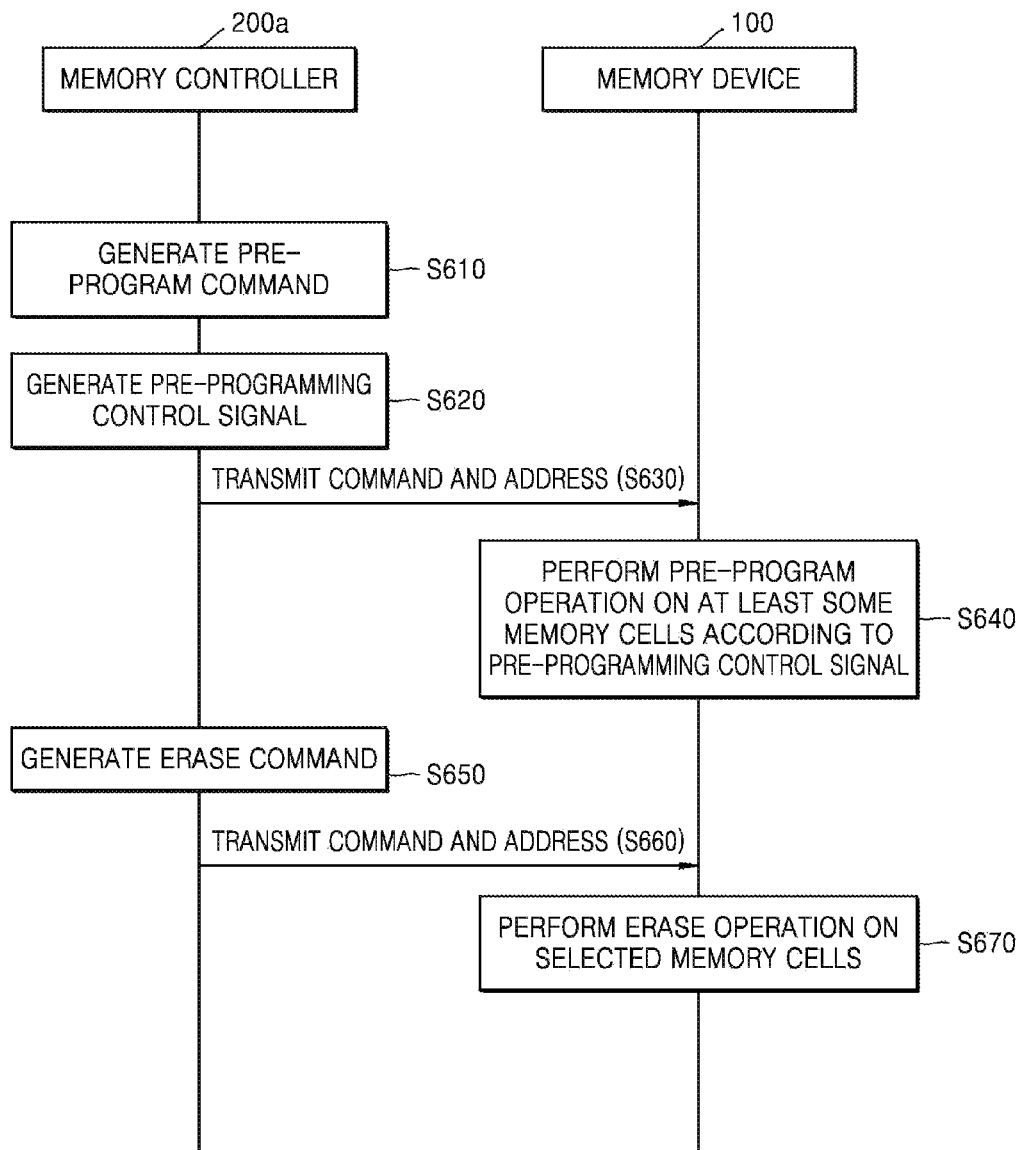 200a
100
MEMORY CONTROLLER
MEMORY DEVICE
GENERATE PRE-
PROGRAM COMMAND
S610
GENERATE PRE-PROGRAMMING
CONTROL SIGNAL
S620
TRANSMIT COMMAND AND ADDRESS (S630)
PERFORM PRE-PROGRAM
OPERATION ON AT LEAST SOME
MEMORY CELLS ACCORDING TO
PRE-PROGRAMMING CONTROL SIGNAL
S640
GENERATE ERASE COMMAND
S650
TRANSMIT COMMAND AND ADDRESS (S660)
PERFORM ERASE OPERATION ON
SELECTED MEMORY CELLS
S670